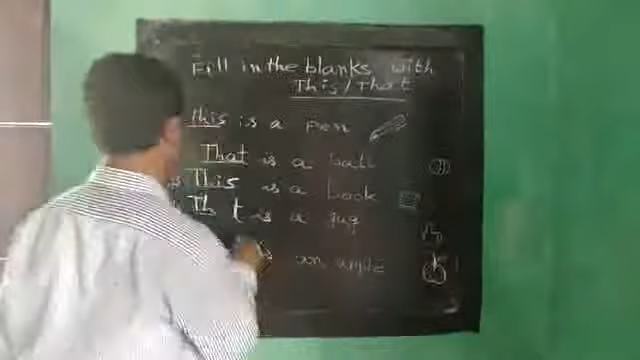 Fill in the blanks with
This/That
this is a pen
That is a ball
This is a book
Th t is a jug
an apple